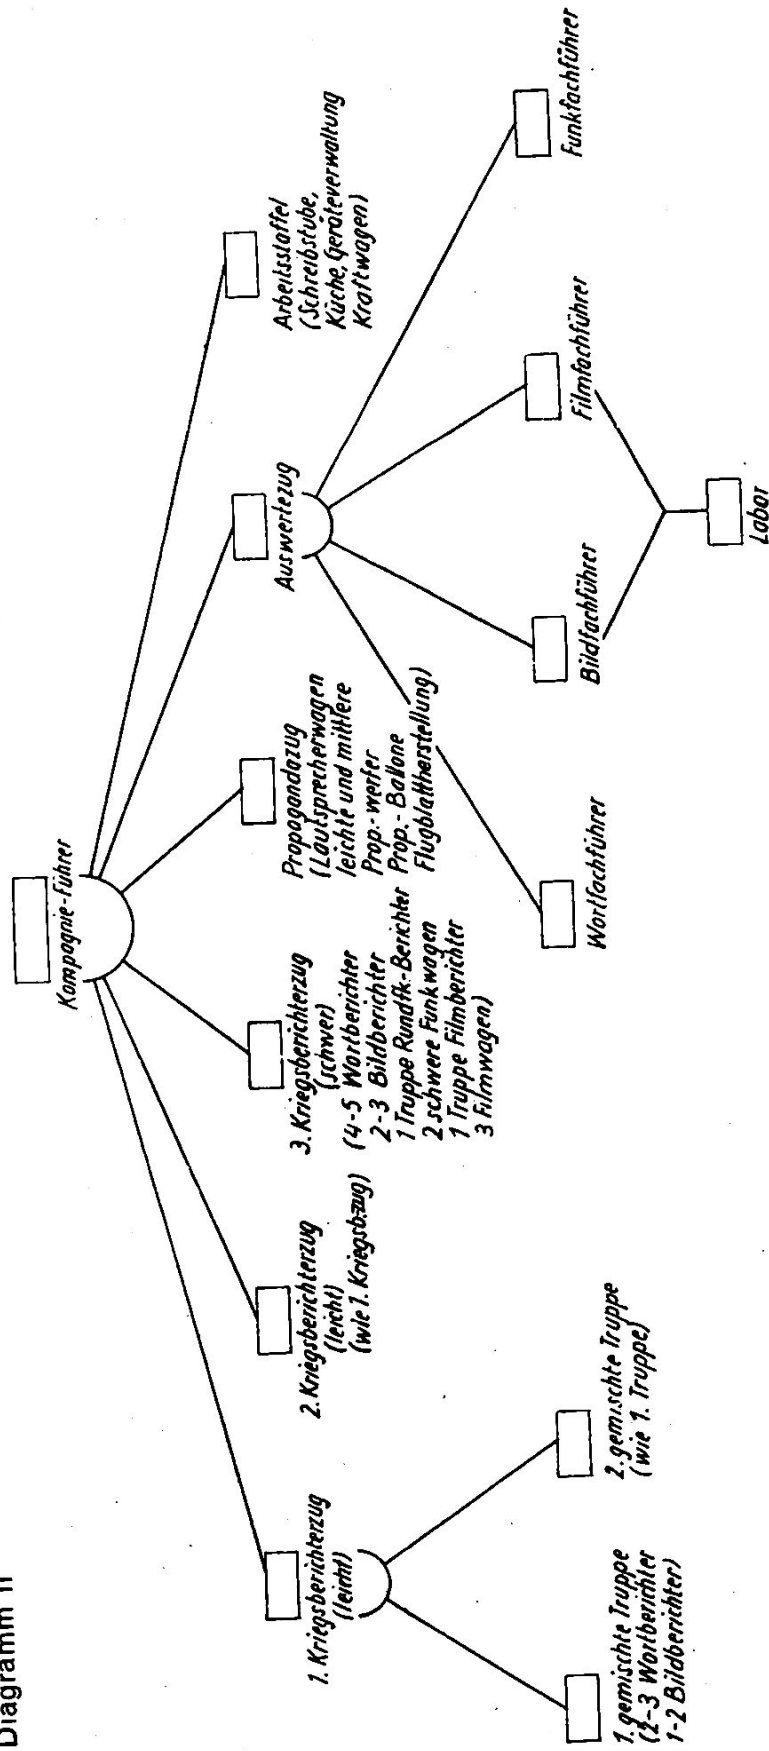 Diagramm II
Kompagnie-Führer
1. Kriegsberichterzug
(leicht)
2. Kriegsberichterzug
(leicht)
(wie 1. Kriegsb.zug)
3. Kriegsberichterzug
(schwer)
(4-5 Wortberichter
2-3 Bildberichter
1 Truppe Rundfk-Berichter
2 schwere Funkwagen
1 Truppe Filmberichter
3 Filmwagen)
Propagandazug
(Lautsprecherwagen
leichte und mittlere
Prop.-werfer
Prop.-Ballone
Flugblattherstellung)
Auswertezug
Arbeitsstaffel
(Schreibstube,
Küche, Geräteverwaltung
Kraftwagen)
1. gemischte Truppe
(2-3 Wortberichter
1-2 Bildberichter)
2. gemischte Truppe
(wie 1. Truppe)
Wortfachführer
Bildfachführer
Filmfachführer
Funkfachführer
Labor